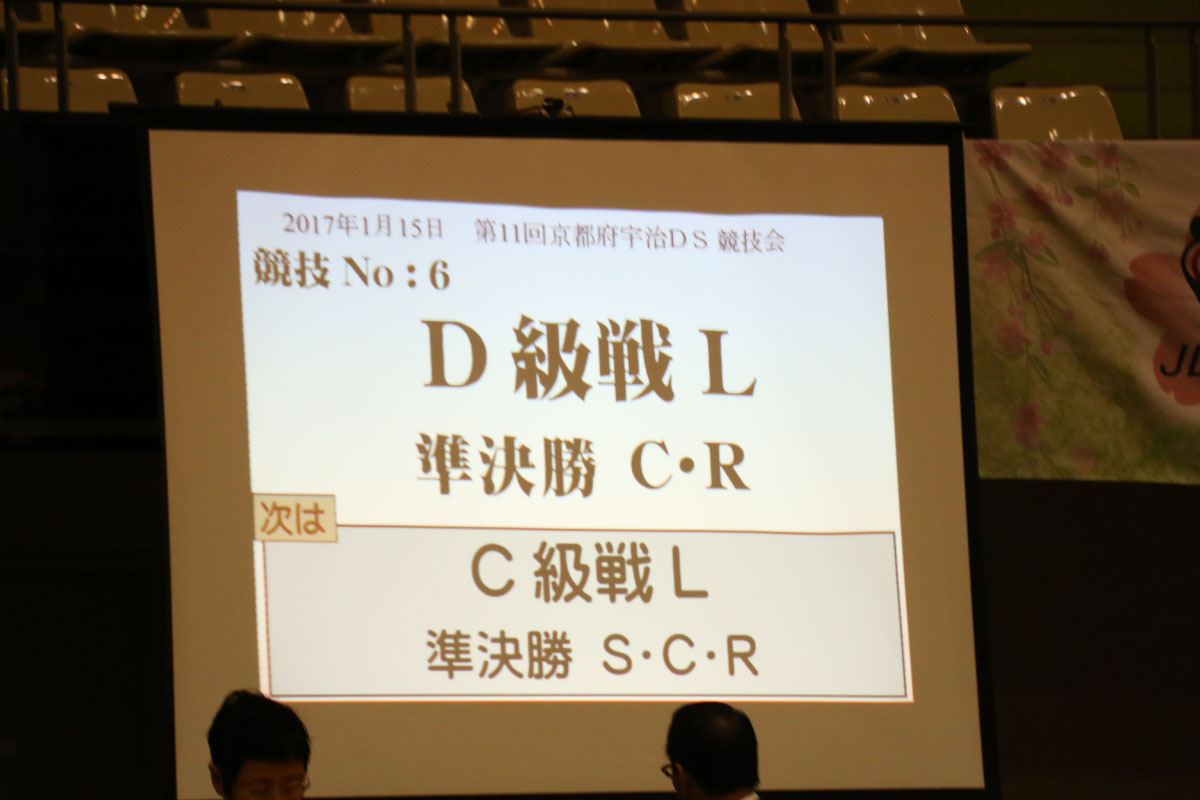 2017年1月15日 第11回京都府宇治DS 競技会
競技 No:6
D 級戦 L
準決勝 C・R
次は
C 級戦 L
準決勝 S・C・R